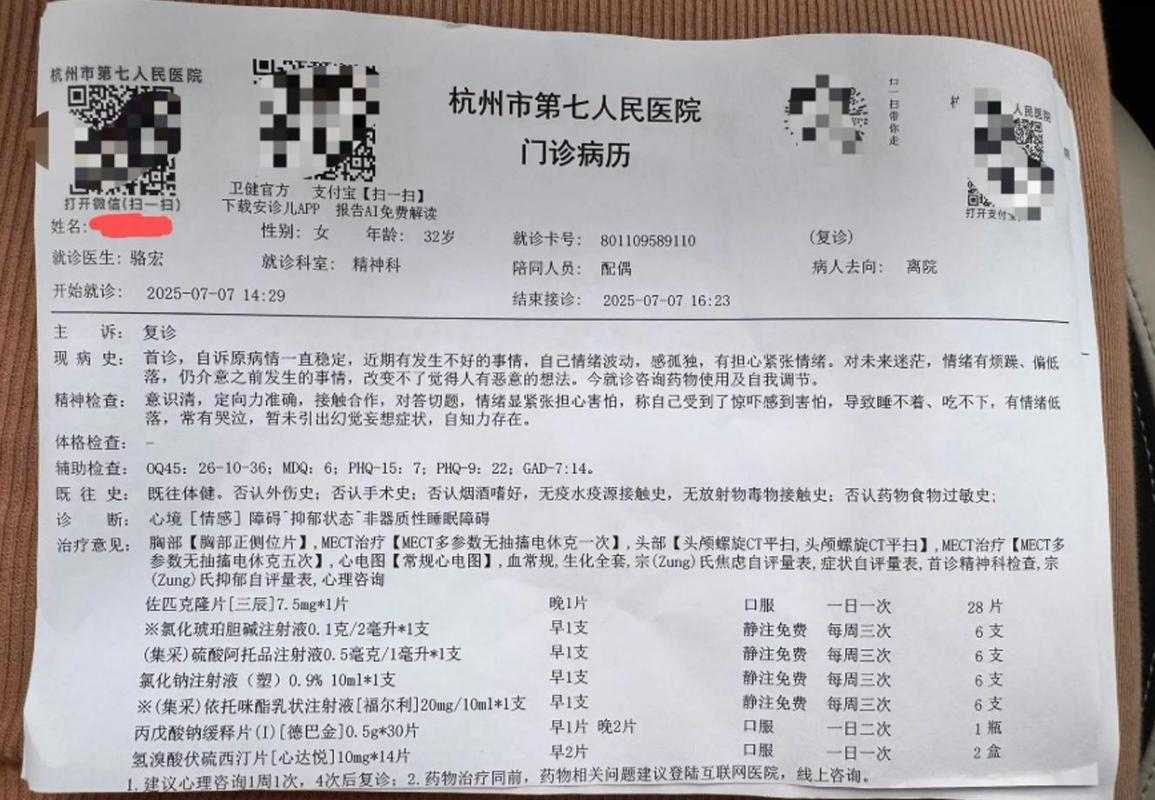 杭州市第七人民医院
打开微信(扫一扫)
卫健官方 支付宝【扫一扫】
下载安诊儿APP 报告AI免费解读
杭州市第七人民医院
门诊病历
扫一扫带你走
人民医院
打开支付
姓名: 性别: 女 年龄: 32岁 就诊卡号: 801109589110 (复诊)
就诊医生: 骆宏 就诊科室: 精神科 陪同人员: 配偶 病人去向: 离院
开始就诊: 2025-07-07 14:29 结束接诊: 2025-07-07 16:23
主 诉: 复诊
现 病 史: 首诊，自诉原病情一直稳定，近期有发生不好的事情，自己情绪波动，感孤独，有担心紧张情绪。对未来迷茫，情绪有烦躁、偏低
落，仍介意之前发生的事情，改变不了觉得人有恶意的想法。今就诊咨询药物使用及自我调节。
精神检查: 意识清，定向力准确，接触合作，对答切题，情绪显紧张担心害怕，称自己受到了惊吓感到害怕，导致睡不着、吃不下，有情绪低
落，常有哭泣，暂未引出幻觉妄想症状，自知力存在。
体格检查: -
辅助检查: OQ45: 26-10-36; MDQ: 6; PHQ-15: 7; PHQ-9: 22; GAD-7:14。
既 往 史: 既往体健。否认外伤史；否认手术史；否认烟酒嗜好，无疫水疫源接触史，无放射物毒物接触史；否认药物食物过敏史;
诊 断: 心境［情感］障碍^抑郁状态^非器质性睡眠障碍
治疗意见: 胸部【胸部正侧位片】,MECT治疗【MECT多参数无抽搐电休克一次】,头部【头颅螺旋CT平扫,头颅螺旋CT平扫】,MECT治疗【MECT多
参数无抽搐电休克五次】,心电图【常规心电图】,血常规,生化全套,宗(Zung)氏焦虑自评量表,症状自评量表,首诊精神科检查,宗
(Zung)氏抑郁自评量表,心理咨询
佐匹克隆片[三辰]7.5mg*1片 晚1片 口服 一日一次 28 片
※氯化琥珀胆碱注射液0.1克/2毫升*1支 早1支 静注免费 每周三次 6 支
(集采)硫酸阿托品注射液0.5毫克/1毫升*1支 早1支 静注免费 每周三次 6 支
氯化钠注射液（塑）0.9% 10ml*1支 早1支 静注免费 每周三次 6 支
※(集采)依托咪酯乳状注射液[福尔利]20mg/10ml*1支 早1支 静注免费 每周三次 6 支
丙戊酸钠缓释片(I)[德巴金]0.5g*30片 早1片 晚2片 口服 一日二次 1 瓶
氢溴酸伏硫西汀片[心达悦]10mg*14片 早2片 口服 一日一次 2 盒
1.建议心理咨询1周1次，4次后复诊；2.药物治疗同前，药物相关问题建议登陆互联网医院，线上咨询。